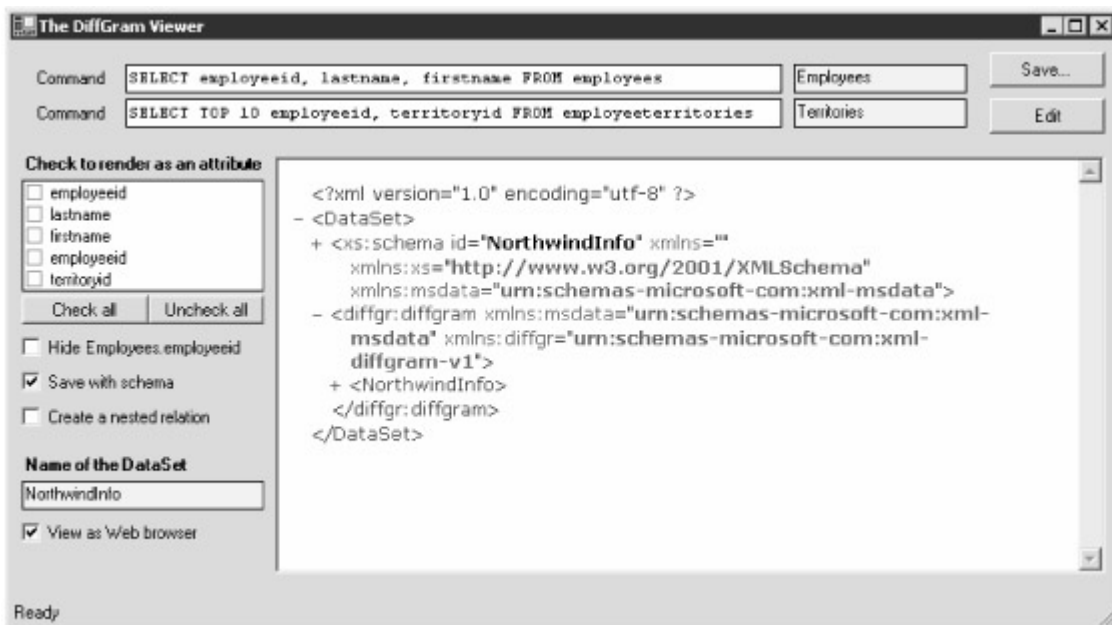 The DiffGram Viewer
Command SELECT employeeid, lastname, firstname FROM employees Employees Save...
Command SELECT TOP 10 employeeid, territoryid FROM employeeterritories Territories Edit
Check to render as an attribute
employeeid
lastname
firstname
employeeid
territoryid
Check all Uncheck all
Hide Employees.employeeid
Save with schema
Create a nested relation
Name of the DataSet
NorthwindInfo
View as Web browser
<?xml version="1.0" encoding="utf-8" ?>
- <DataSet>
+ <xs:schema id="NorthwindInfo" xmlns=""
xmlns:xs="http://www.w3.org/2001/XMLSchema"
xmlns:msdata="urn:schemas-microsoft-com:xml-msdata">
- <diffgr:diffgram xmlns:msdata="urn:schemas-microsoft-com:xml-
msdata" xmlns:diffgr="urn:schemas-microsoft-com:xml-
diffgram-v1">
+ <NorthwindInfo>
</diffgr:diffgram>
</DataSet>
Ready